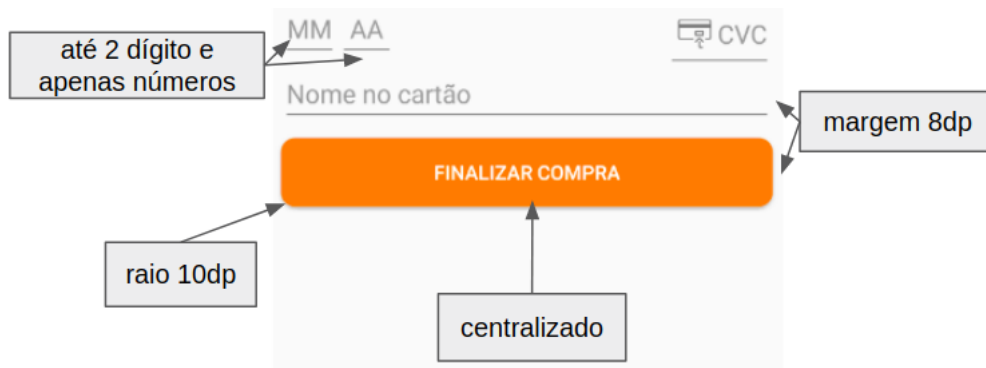 MM AA
CVC
até 2 dígito e
apenas números
Nome no cartão
margem 8dp
FINALIZAR COMPRA
raio 10dp
centralizado